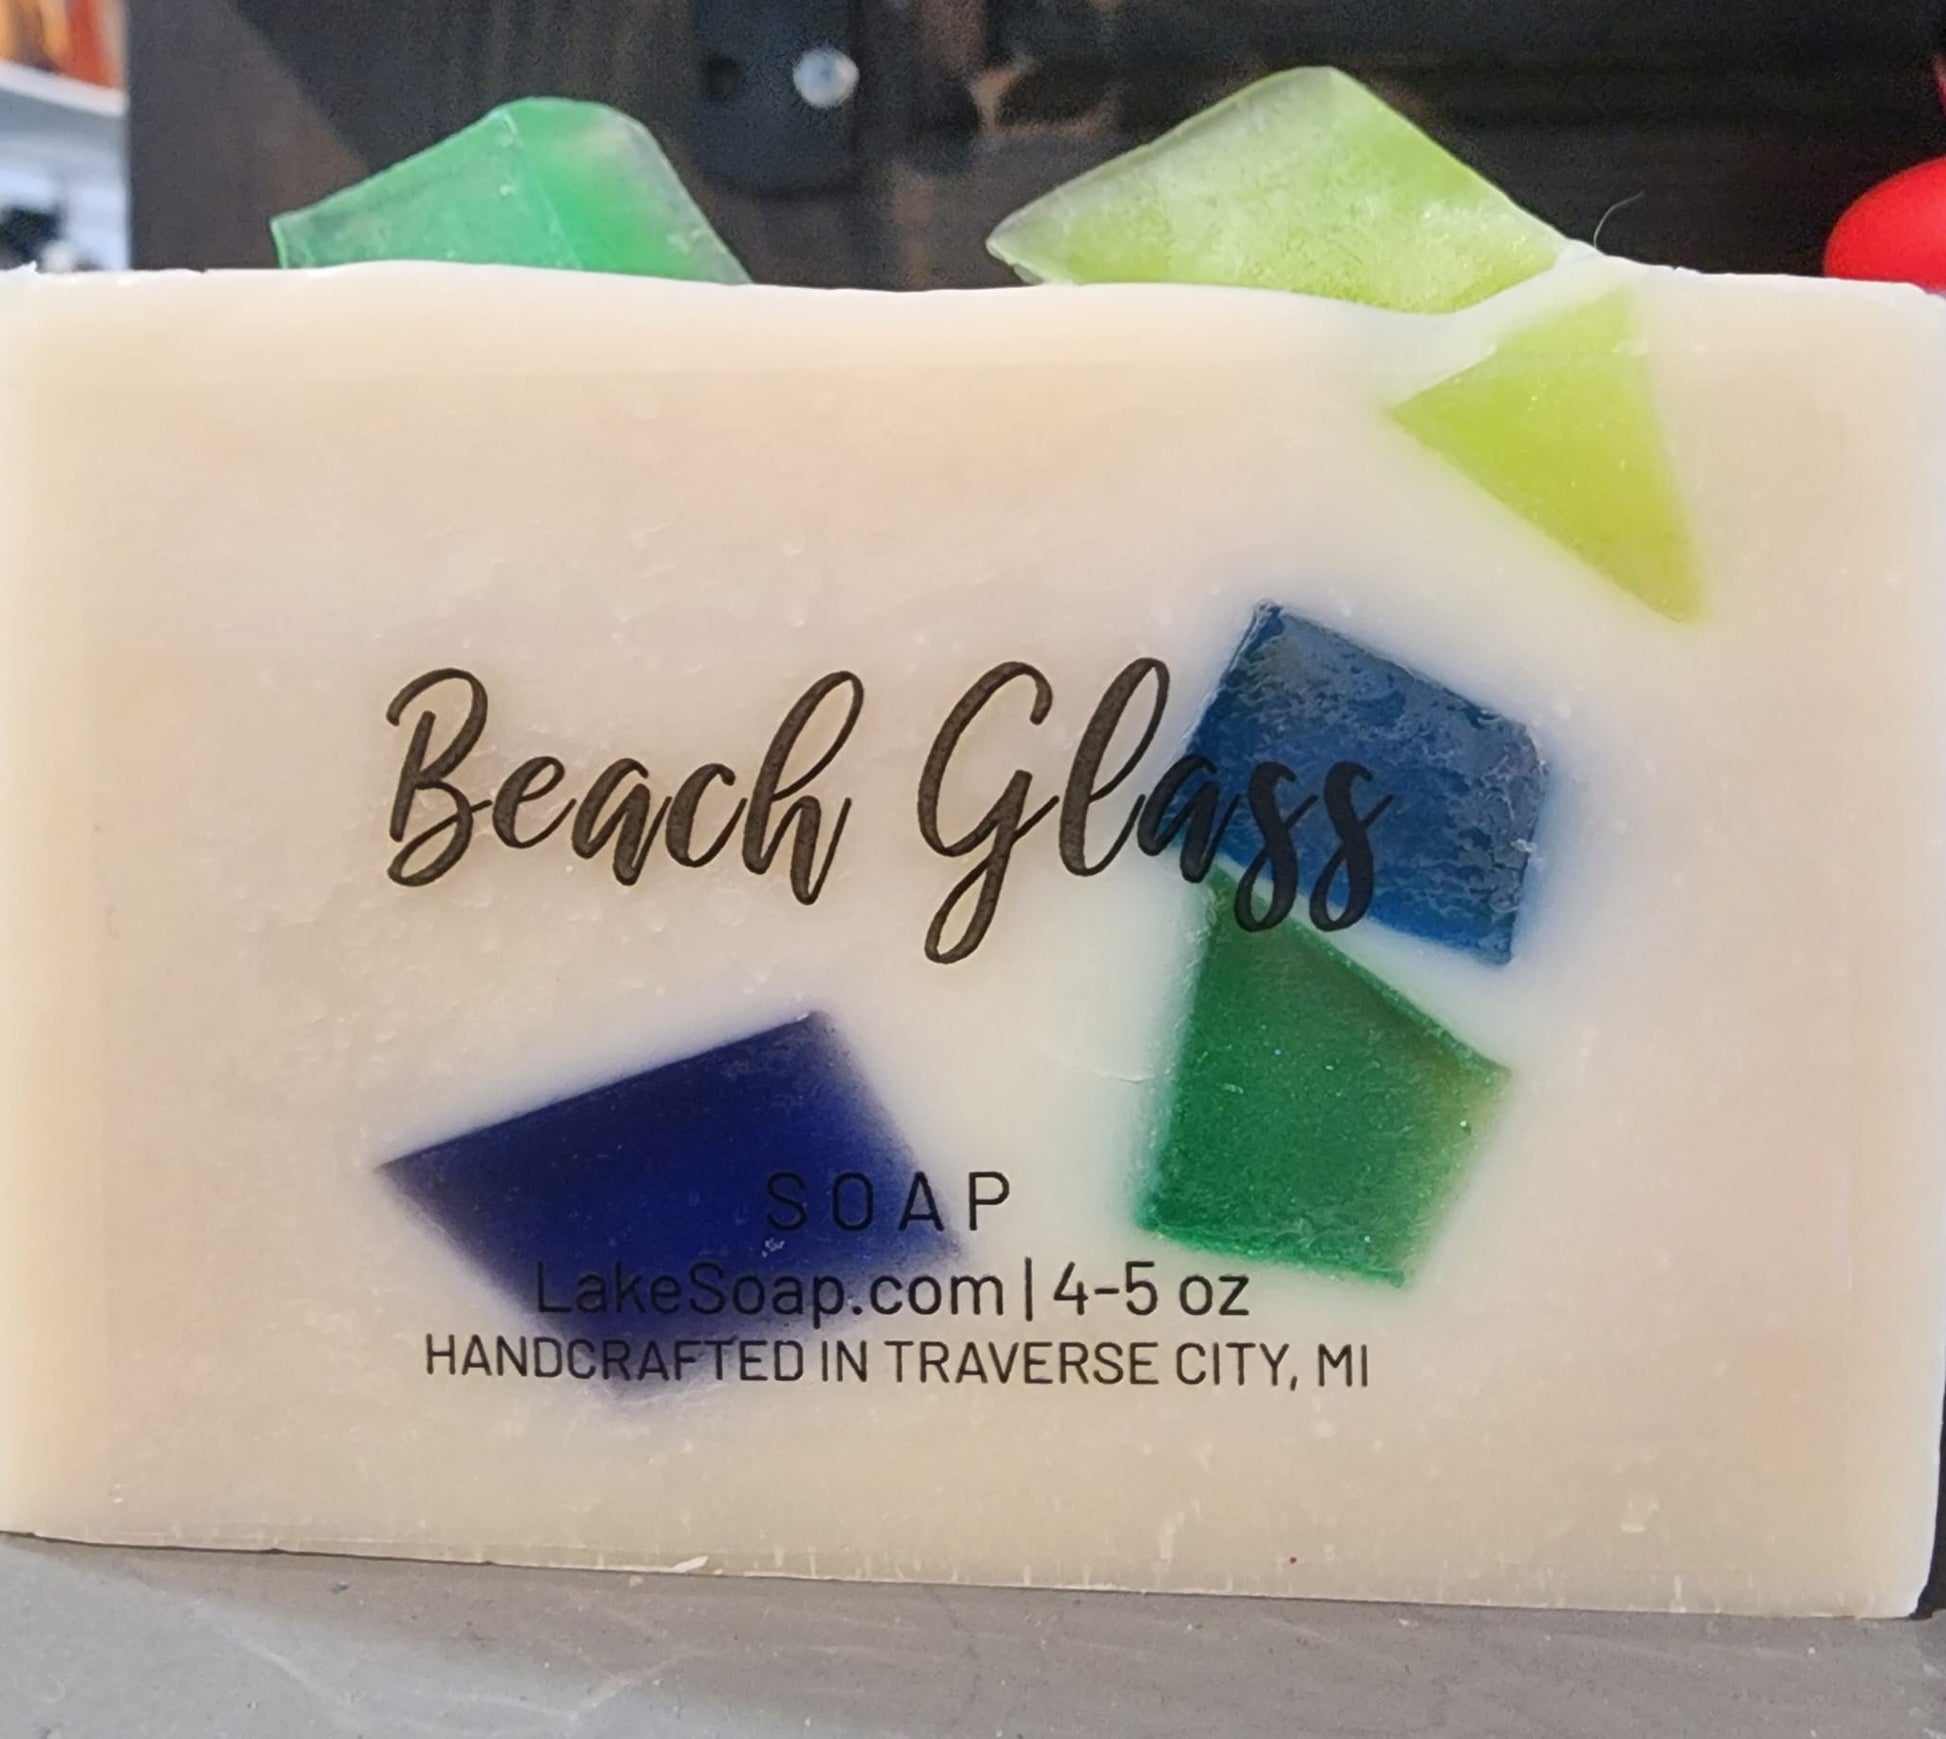 Beach Glass
SOAP
LakeSoap.com | 4-5 oz
HANDCRAFTED IN TRAVERSE CITY, MI